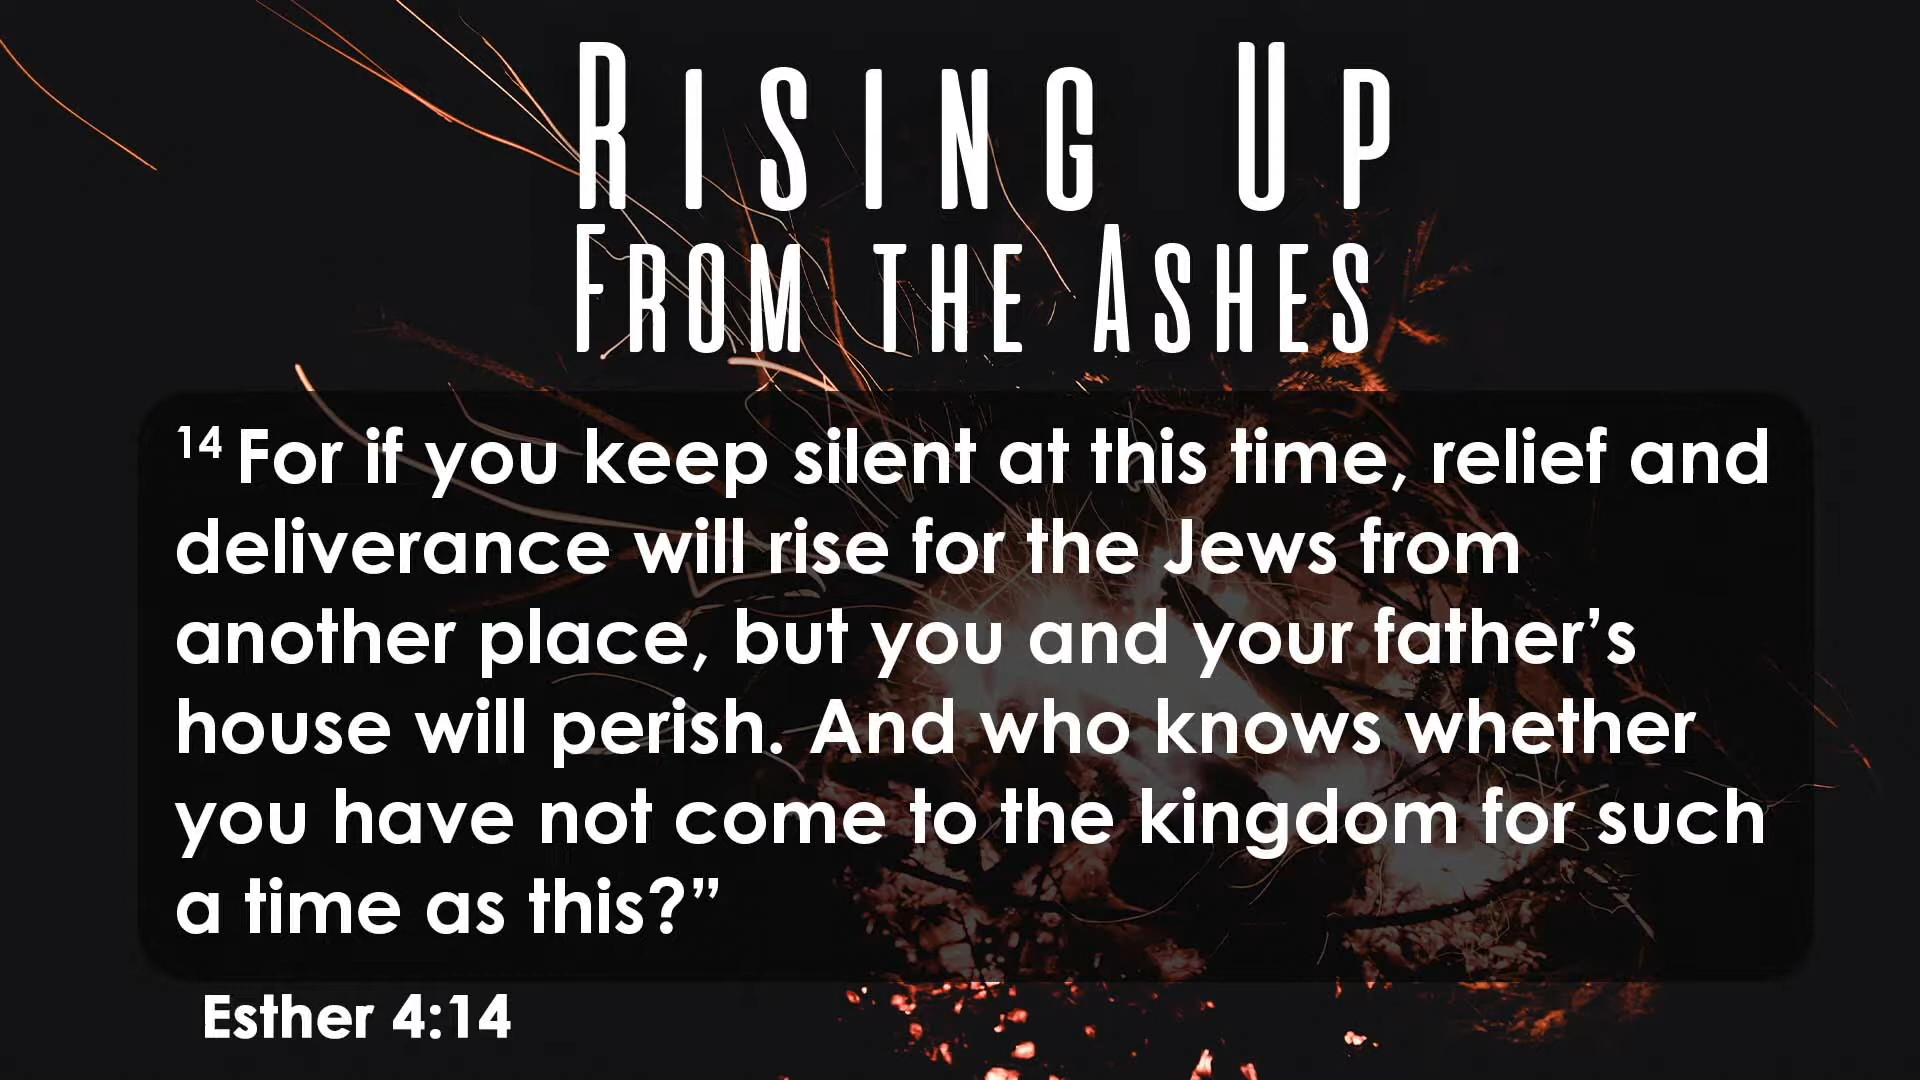 Rising Up
From the Ashes
14 For if you keep silent at this time, relief and
deliverance will rise for the Jews from
another place, but you and your father’s
house will perish. And who knows whether
you have not come to the kingdom for such
a time as this?”
Esther 4:14